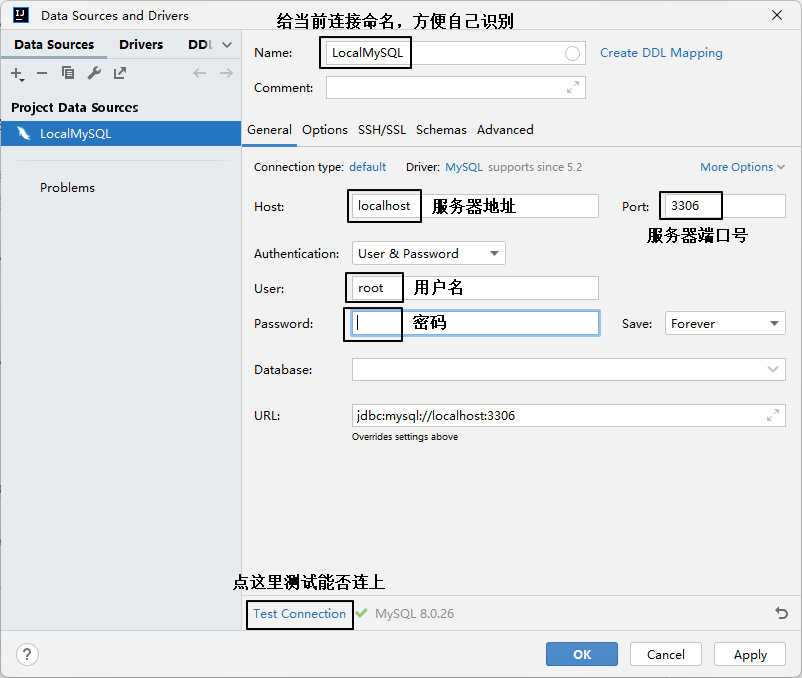 Data Sources and Drivers
给当前连接命名，方便自己识别
Data Sources Drivers DDL
Name: LocalMySQL Create DDL Mapping
Comment:
Project Data Sources
LocalMySQL
Problems
General Options SSH/SSL Schemas Advanced
Connection type: default Driver: MySQL supports since 5.2 More Options
Host: localhost 服务器地址 Port: 3306
服务器端口号
Authentication: User & Password
User: root 用户名
Password: 密码 Save: Forever
Database:
URL: jdbc:mysql://localhost:3306
Overrides settings above
点这里测试能否连上
Test Connection MySQL 8.0.26
? OK Cancel Apply